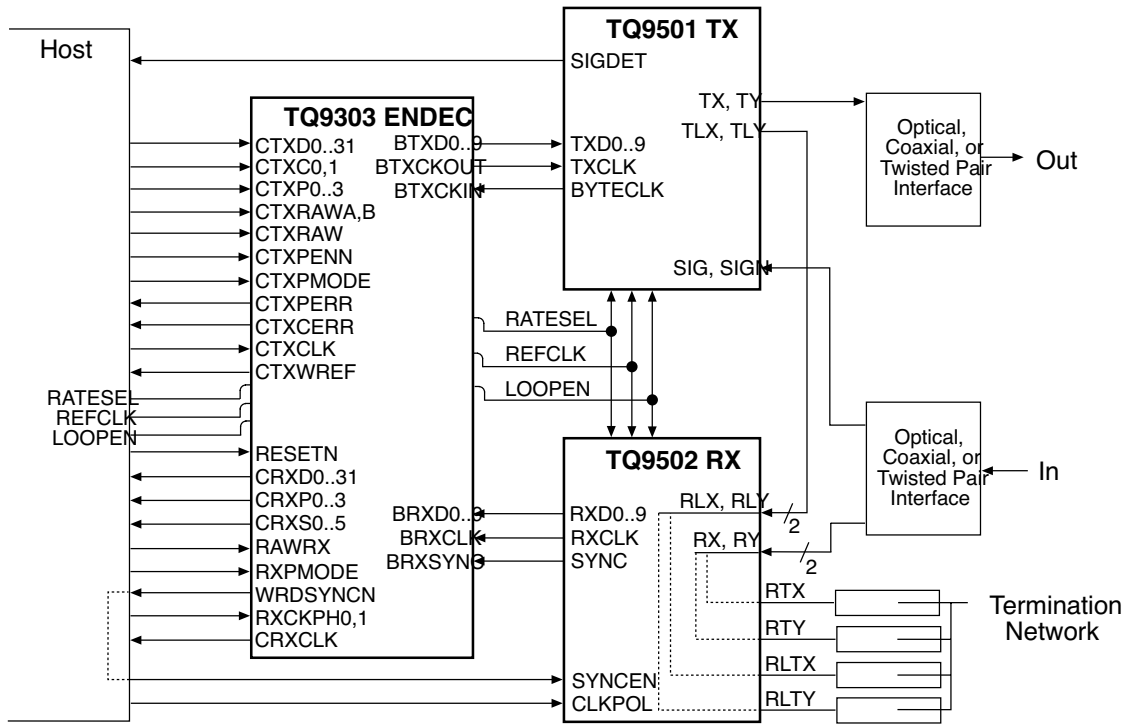 Host
TQ9501 TX
SIGDET
TX, TY
TLX, TLY
TXD0..9
TXCLK
BYTECLK
SIG, SIGN
TQ9303 ENDEC
CTXD0..31
CTXC0,1
CTXP0..3
CTXRAWA,B
CTXRAW
CTXPENN
CTXPMODE
CTXPERR
CTXCERR
CTXCLK
CTXWREF
BTXD0..9
BTXCKOUT
BTXCKIN
RATESEL
REFCLK
LOOPEN
RATESEL
REFCLK
LOOPEN
RESETN
CRXD0..31
CRXP0..3
CRXS0..5
RAWRX
RXPMODE
WRDSYNCN
RXCKPH0,1
CRXCLK
BRXD0..9
BRXCLK
BRXSYNC
TQ9502 RX
RLX, RLY
RXD0..9
RXCLK
SYNC
RX, RY
2
2
RTX
RTY
RLTX
RLTY
SYNCEN
CLKPOL
Optical,
Coaxial, or
Twisted Pair
Interface
Out
Optical,
Coaxial, or
Twisted Pair
Interface
In
Termination
Network